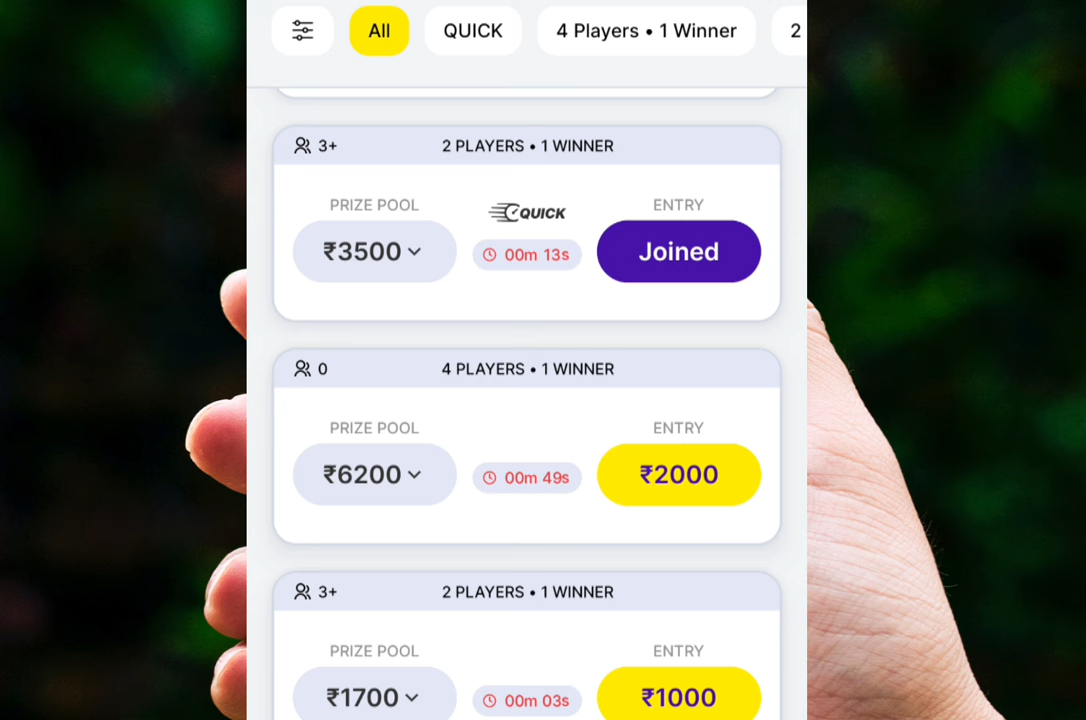 All QUICK 4 Players • 1 Winner 2
3+ 2 PLAYERS • 1 WINNER
PRIZE POOL QUICK ENTRY
₹3500 00m 13s Joined
0 4 PLAYERS • 1 WINNER
PRIZE POOL ENTRY
₹6200 00m 49s ₹2000
3+ 2 PLAYERS • 1 WINNER
PRIZE POOL ENTRY
₹1700 00m 03s ₹1000